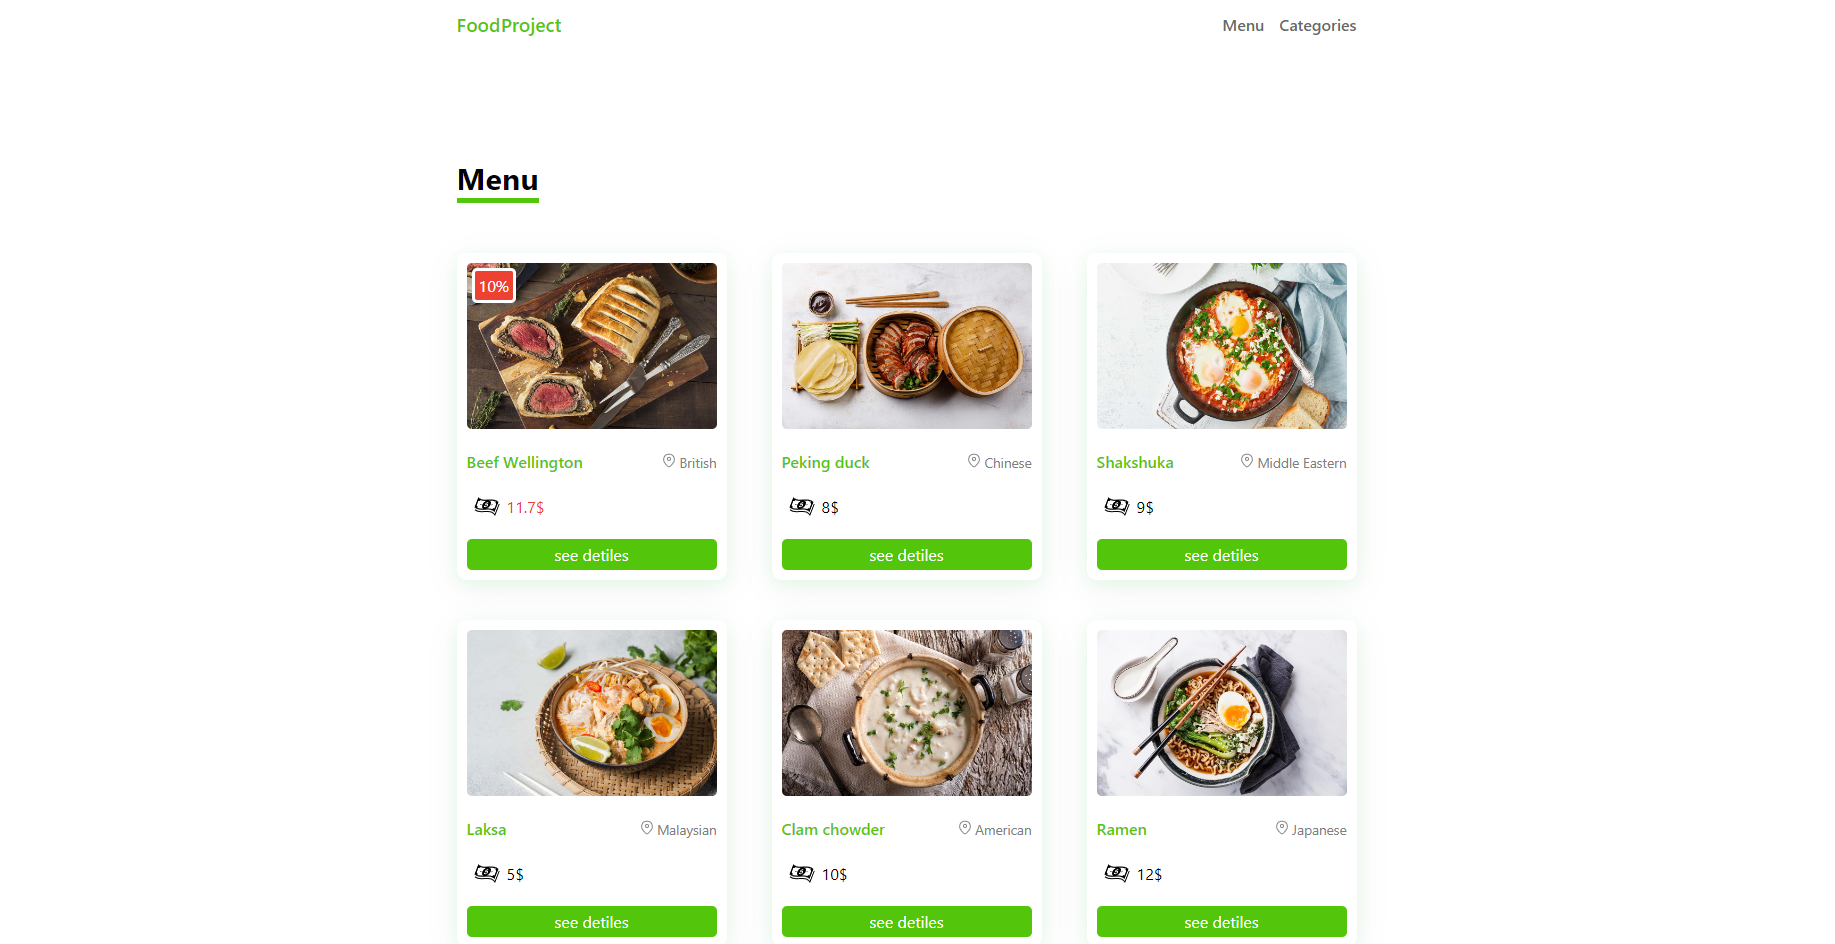 FoodProject
Menu Categories
Menu
10%
Beef Wellington British
11.7$
see detiles
Peking duck Chinese
8$
see detiles
Shakshuka Middle Eastern
9$
see detiles
Laksa Malaysian
5$
see detiles
Clam chowder American
10$
see detiles
Ramen Japanese
12$
see detiles